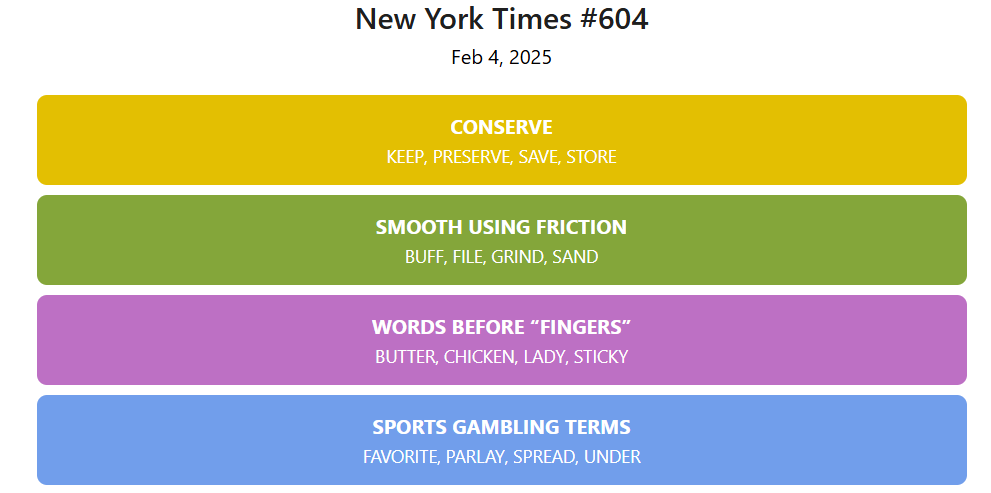 New York Times #604
Feb 4, 2025
CONSERVE
KEEP, PRESERVE, SAVE, STORE
SMOOTH USING FRICTION
BUFF, FILE, GRIND, SAND
WORDS BEFORE “FINGERS”
BUTTER, CHICKEN, LADY, STICKY
SPORTS GAMBLING TERMS
FAVORITE, PARLAY, SPREAD, UNDER